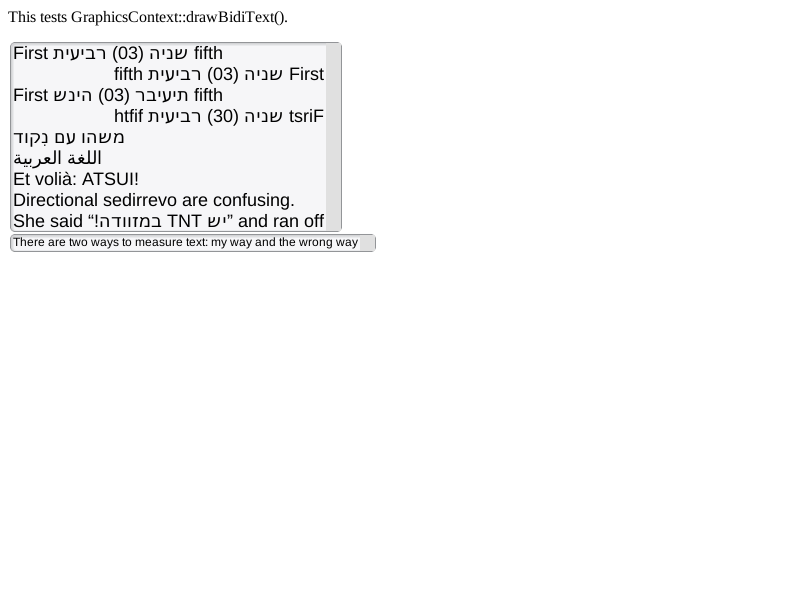 This tests GraphicsContext::drawBidiText().
First שניה (03) רביעית fifth
First שניה (03) רביעית fifth
First תיעיבר (03) הינש fifth
tsriF שניה (30) רביעית htfif
משהו עם נִקוד
اللغة العربية
Et volià: ATSUI!
Directional sedirrevo are confusing.
She said “יש TNT במזוודה!” and ran off
There are two ways to measure text: my way and the wrong way